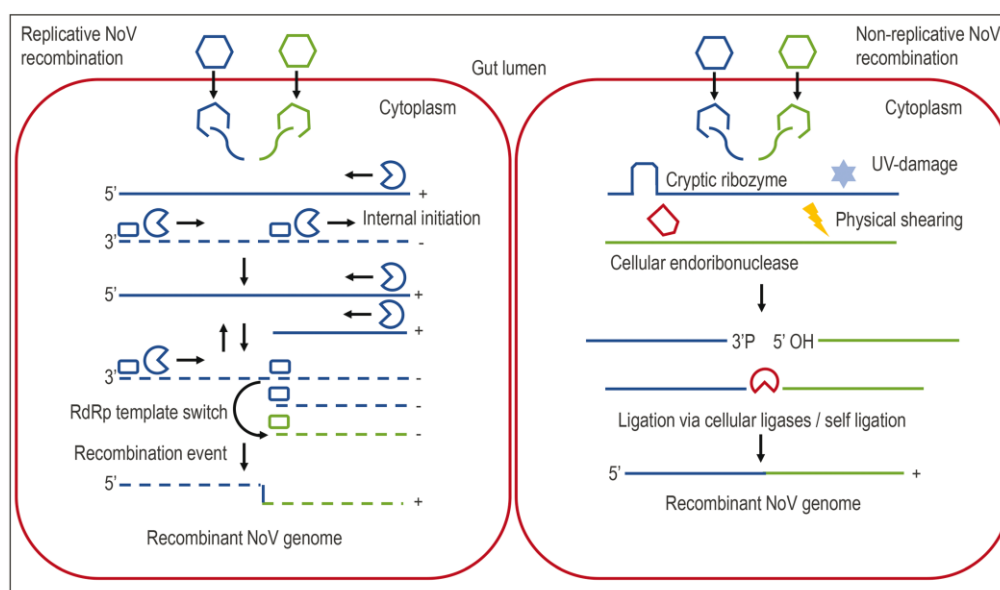 Replicative NoV
recombination
Gut lumen
Non-replicative NoV
recombination
Cytoplasm
5’ +
Internal initiation
3’ -
5’ +
+
3’ -
-
RdRp template switch
-
Recombination event
5’
+
Recombinant NoV genome
Cytoplasm
UV-damage
Cryptic ribozyme
Physical shearing
Cellular endoribonuclease
3’P 5’ OH
Ligation via cellular ligases / self ligation
5’ +
Recombinant NoV genome